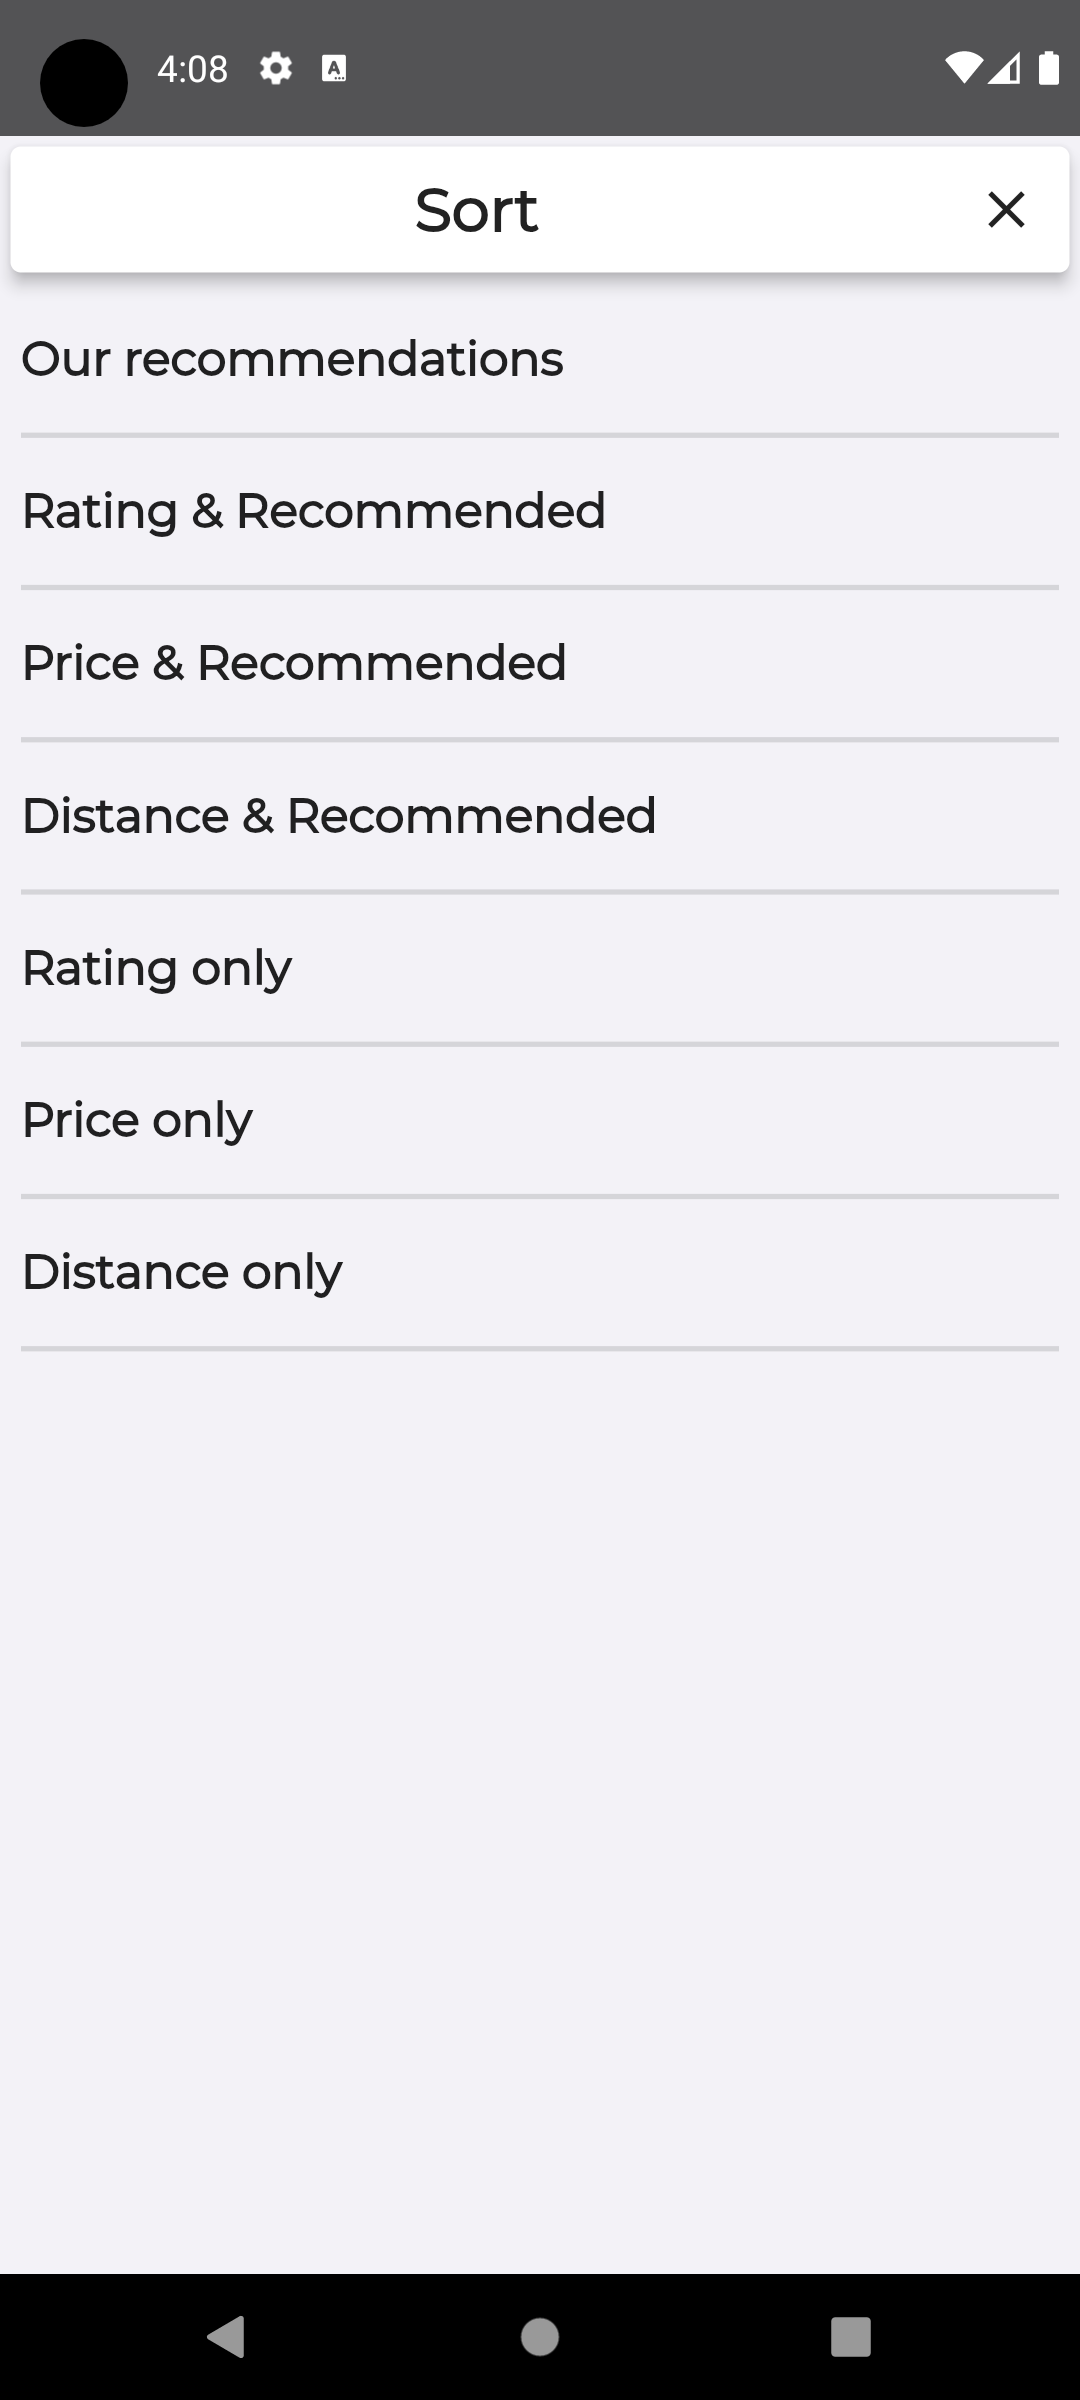 4:08
Sort
Our recommendations
Rating & Recommended
Price & Recommended
Distance & Recommended
Rating only
Price only
Distance only